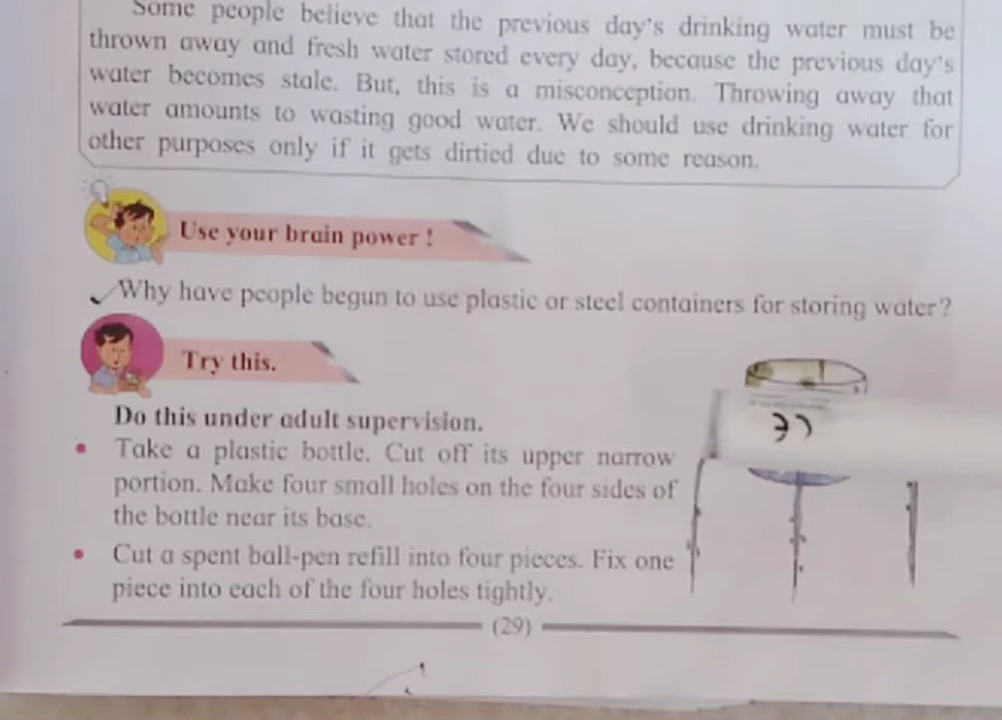 Some people believe that the previous day's drinking water must be
thrown away and fresh water stored every day, because the previous day's
water becomes stale. But, this is a misconception. Throwing away that
water amounts to wasting good water. We should use drinking water for
other purposes only if it gets dirtied due to some reason.
Use your brain power !
Why have people begun to use plastic or steel containers for storing water?
Try this.
Do this under adult supervision.
• Take a plastic bottle. Cut off its upper narrow
portion. Make four small holes on the four sides of
the bottle near its base.
• Cut a spent ball-pen refill into four pieces. Fix one
piece into each of the four holes tightly.
(29)